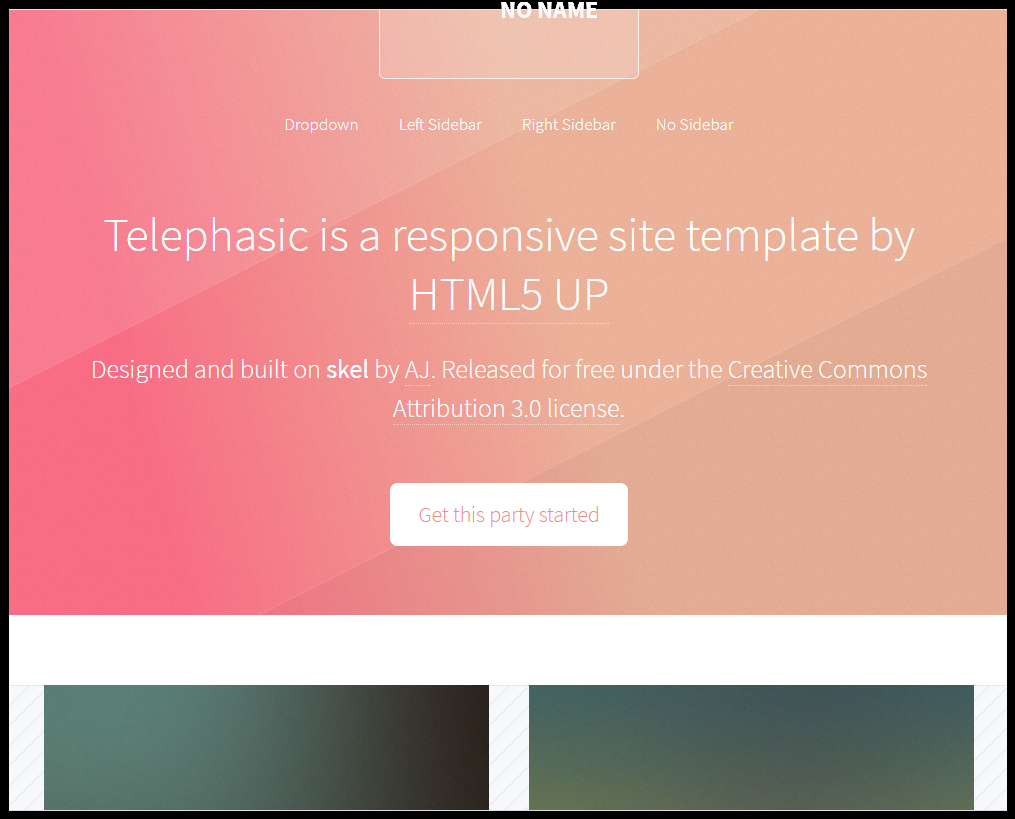 NO NAME
Dropdown Left Sidebar Right Sidebar No Sidebar
Telephasic is a responsive site template by
HTML5 UP
Designed and built on skel by AJ. Released for free under the Creative Commons
Attribution 3.0 license.
Get this party started